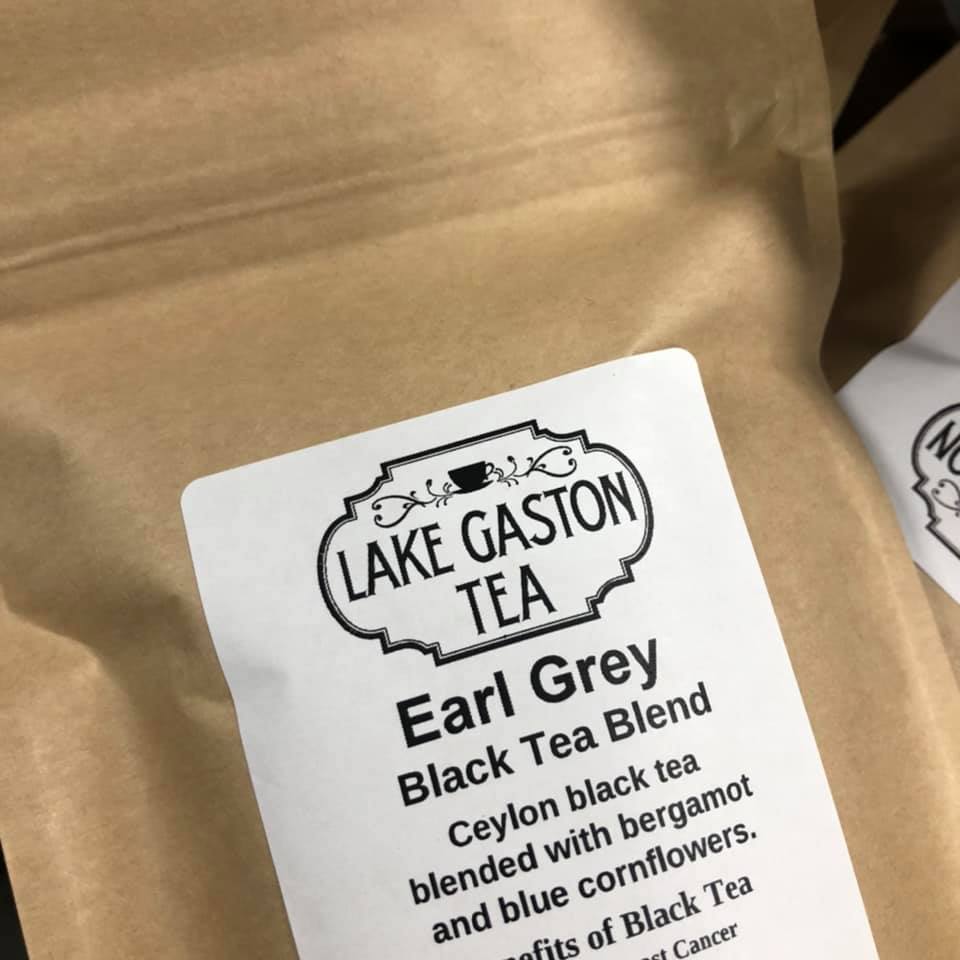 LAKE GASTON
TEA
Earl Grey
Black Tea Blend
Ceylon black tea
blended with bergamot
and blue cornflowers.
of Black Tea
Cancer